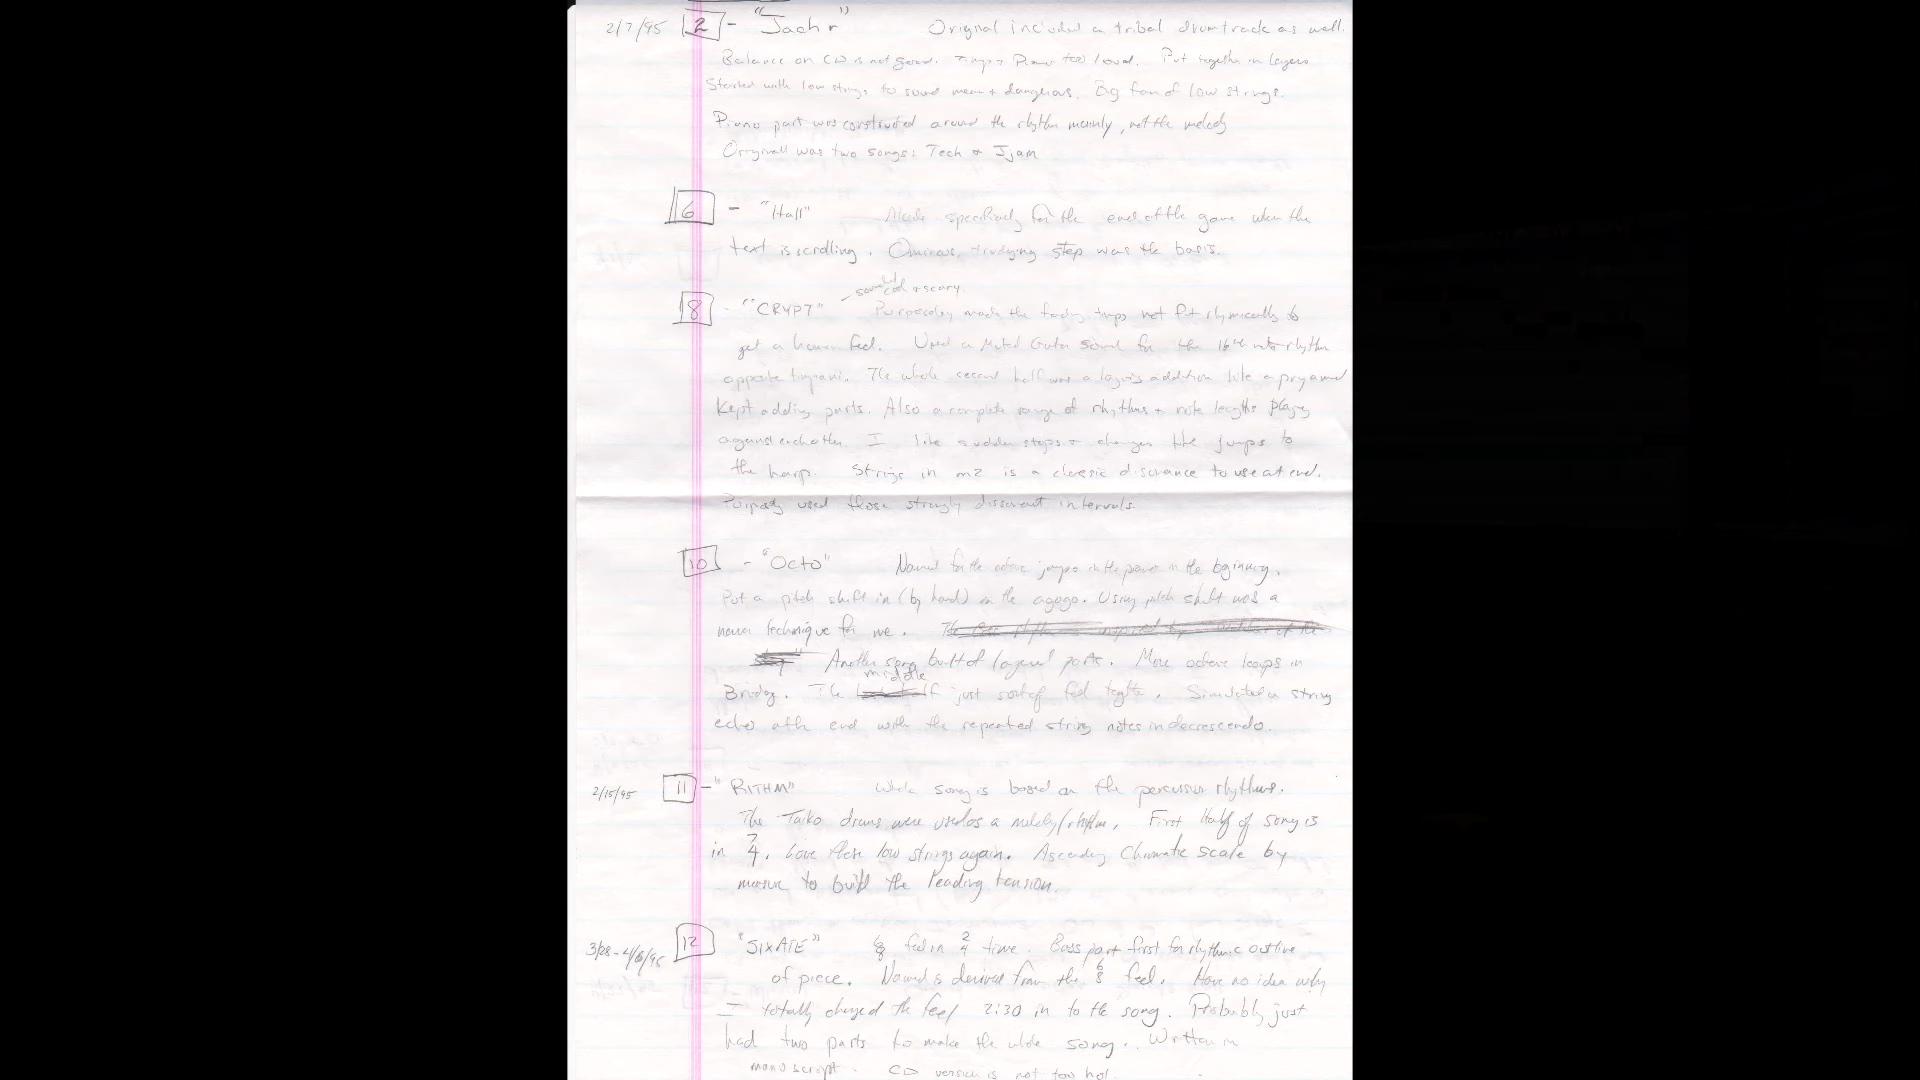 2/7/95 2 - "Jachr" Original included a tribal drumtrack as well.
Balance on CD is not good. Timps + Piano too loud. Put together in layers
Started with low strings to sound mean + dangerous. Big fan of low strings.
Piano part was constructed around the rhythm mainly, not the melody
Originall was two songs: Tech + Jjam
6 - "Hall" Made specifically for the end of the game when the
text is scrolling. Ominous, trudging step was the basis.
- sounded cool + scary.
8 - "CRYPT" Purposely made the fading timps not fit rhymically to
get a human feel. Used a Muted Guitar sound for the 16th note rhythm
opposite timpani. The whole second half was a layering addition like a pryamid
Kept adding parts. Also a complete range of rhythms + note lengths playing
against each other. I like sudden stops + changes like jumps to
the harp. Strings in m2 is a classic disonance to use at end.
Purposly used those strongly dissonant intervals.
10 - "Octo" Named for the octave jumps in the piano in the beginning.
Put a pitch shift in (by hand) on the agogo. Using pitch shift was a
newer technique for me.
Another song built of layered parts. More octave leaps in
Bridge. The middle just sort of fell together. Simulated a string
echo at the end with the repeated string notes in decrescendo.
2/15/95 11 - "RITHM" Whole song is based on the percussion rhythms.
The Taiko drums were used as a melody/rhythm. First Half of song is
in 7/4. Love those low strings again. Ascending Chromatic scale by
measure to build the leading tension.
3/28 - 4/6/95 12 "SIXATE" 6/8 feel in 2/4 time. Bass part first for rhythmic outline
of piece. Named is derived from the 6/8 feel. Have no idea why
I totally changed the feel 2:30 in to the song. Probably just
had two parts to make the whole song. Written in
manuscript. CD version is not too hot.